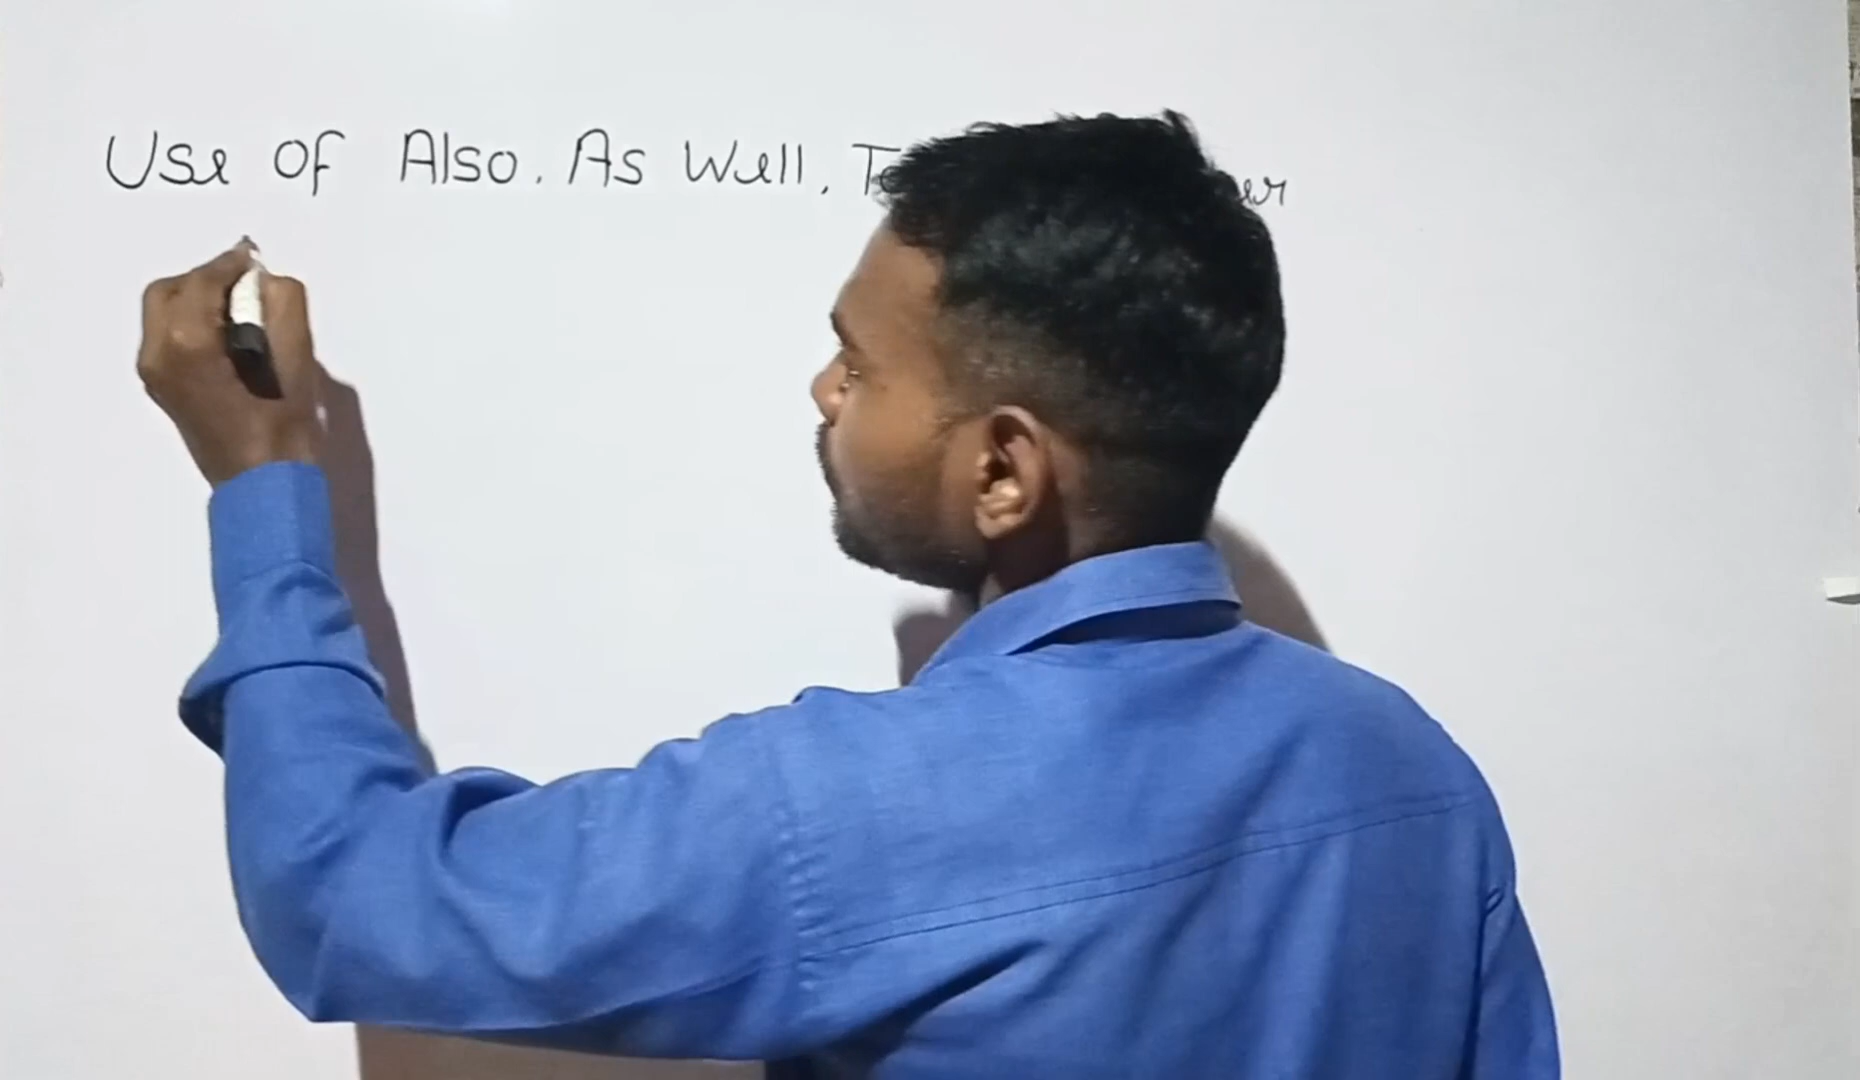 Use Of Also. As Well.